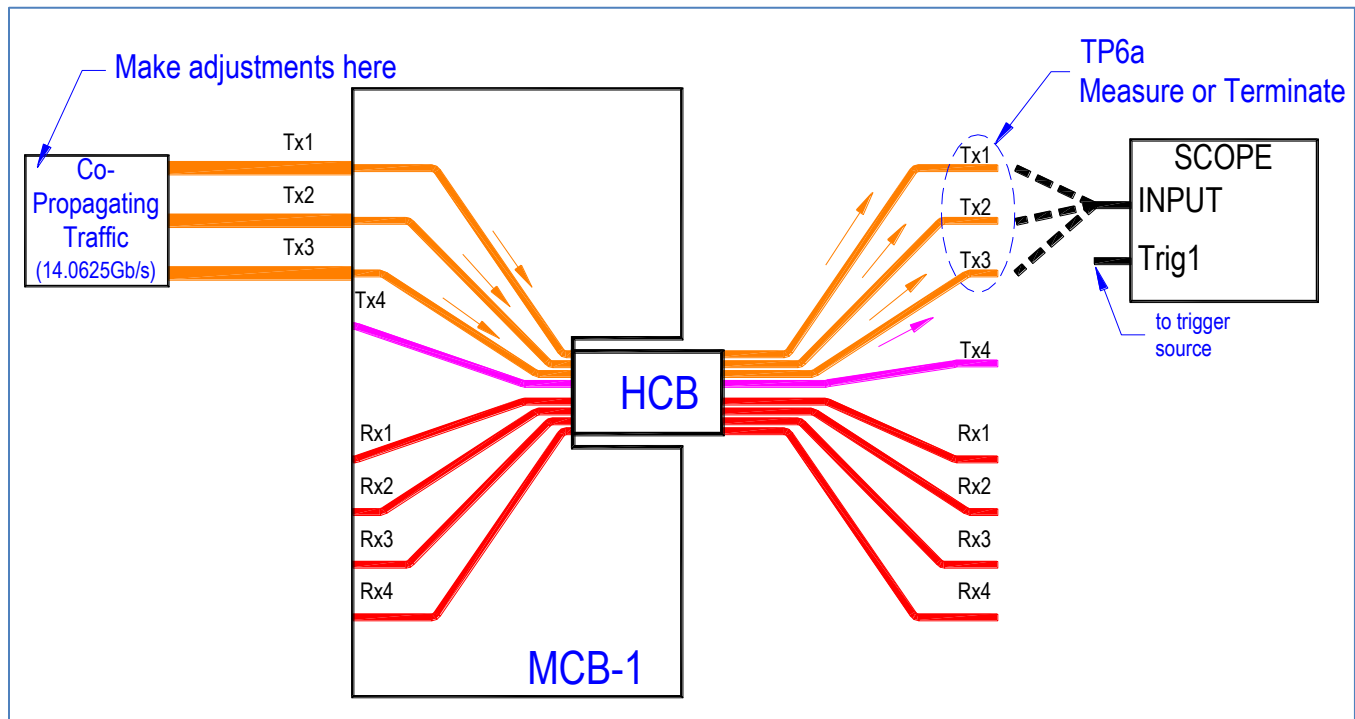 Make adjustments here
Co-
Propagating
Traffic
(14.0625Gb/s)
Tx1
Tx2
Tx3
Tx4
Rx1
Rx2
Rx3
Rx4
MCB-1
HCB
TP6a
Measure or Terminate
Tx1
Tx2
Tx3
Tx4
Rx1
Rx2
Rx3
Rx4
SCOPE
INPUT
Trig1
to trigger
source